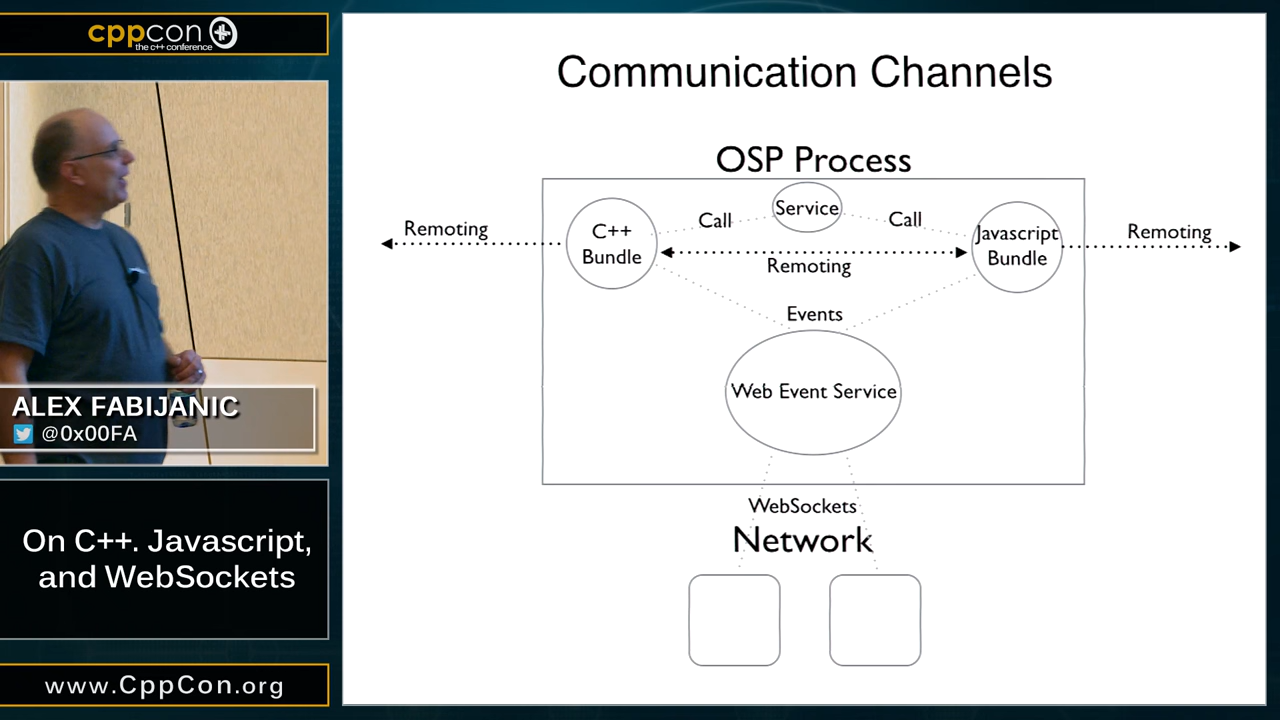 cppcon
the c++ conference
ALEX FABIJANIC
@0x00FA
On C++. Javascript,
and WebSockets
www.CppCon.org
Communication Channels
OSP Process
Service
Call
Call
Remoting
C++
Bundle
Javascript
Bundle
Remoting
Remoting
Events
Web Event Service
WebSockets
Network